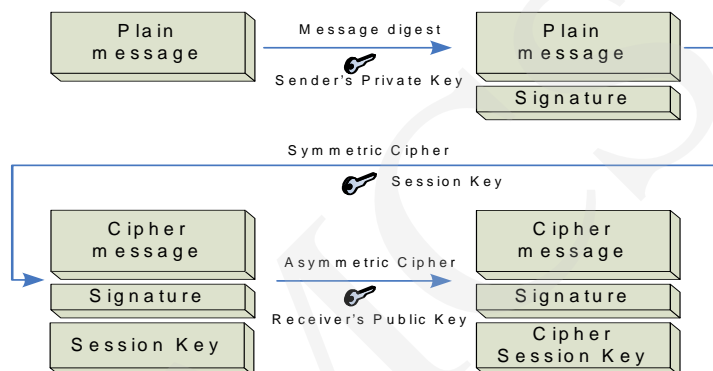 Plain
message
Message digest
Sender's Private Key
Plain
message
Signature
Symmetric Cipher
Session Key
Cipher
message
Signature
Session Key
Asymmetric Cipher
Receiver's Public Key
Cipher
message
Signature
Cipher
Session Key